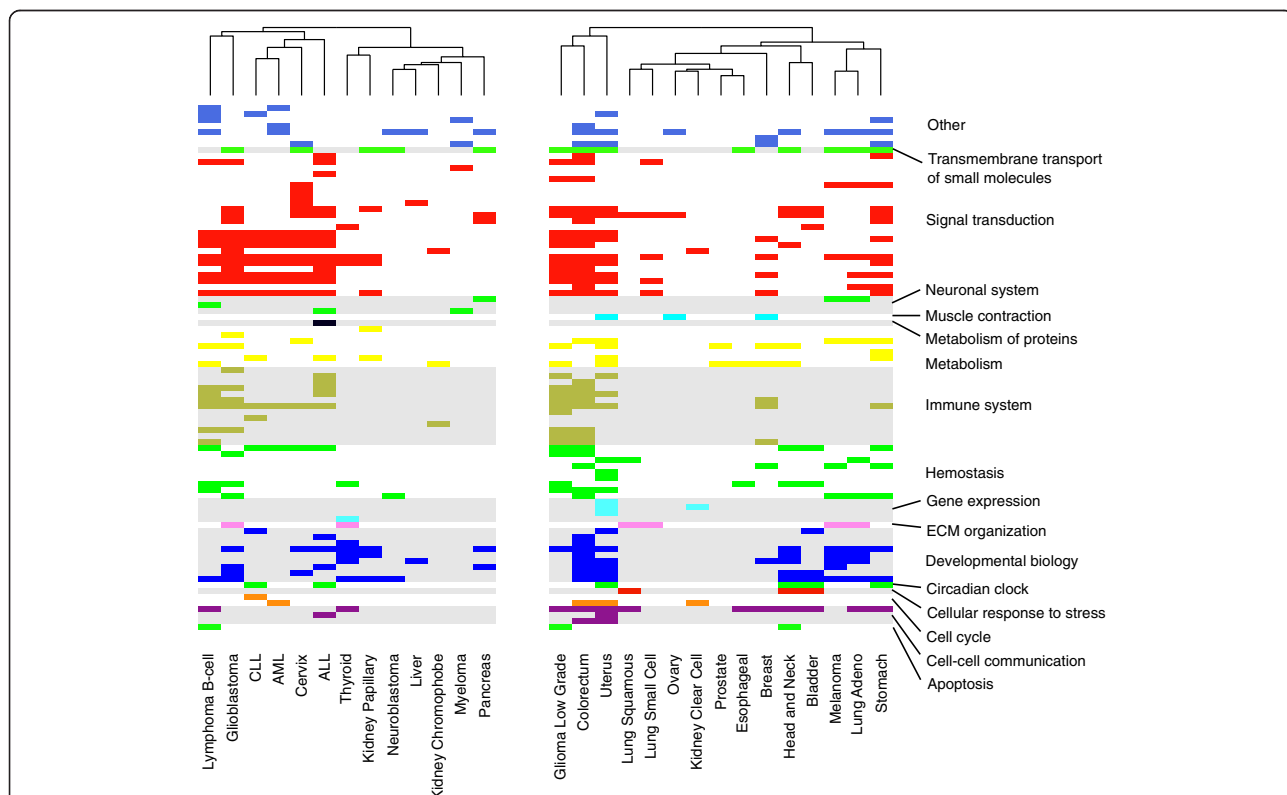 Other
Transmembrane transport
of small molecules
Signal transduction
Neuronal system
Muscle contraction
Metabolism of proteins
Metabolism
Immune system
Hemostasis
Gene expression
ECM organization
Developmental biology
Circadian clock
Cellular response to stress
Cell cycle
Cell-cell communication
Apoptosis
Lymphoma B-cell
Glioblastoma
CLL
AML
Cervix
ALL
Thyroid
Kidney Papillary
Neuroblastoma
Liver
Kidney Chromophobe
Myeloma
Pancreas
Glioma Low Grade
Colorectum
Uterus
Lung Squamous
Lung Small Cell
Ovary
Kidney Clear Cell
Prostate
Esophageal
Breast
Head and Neck
Bladder
Melanoma
Lung Adeno
Stomach